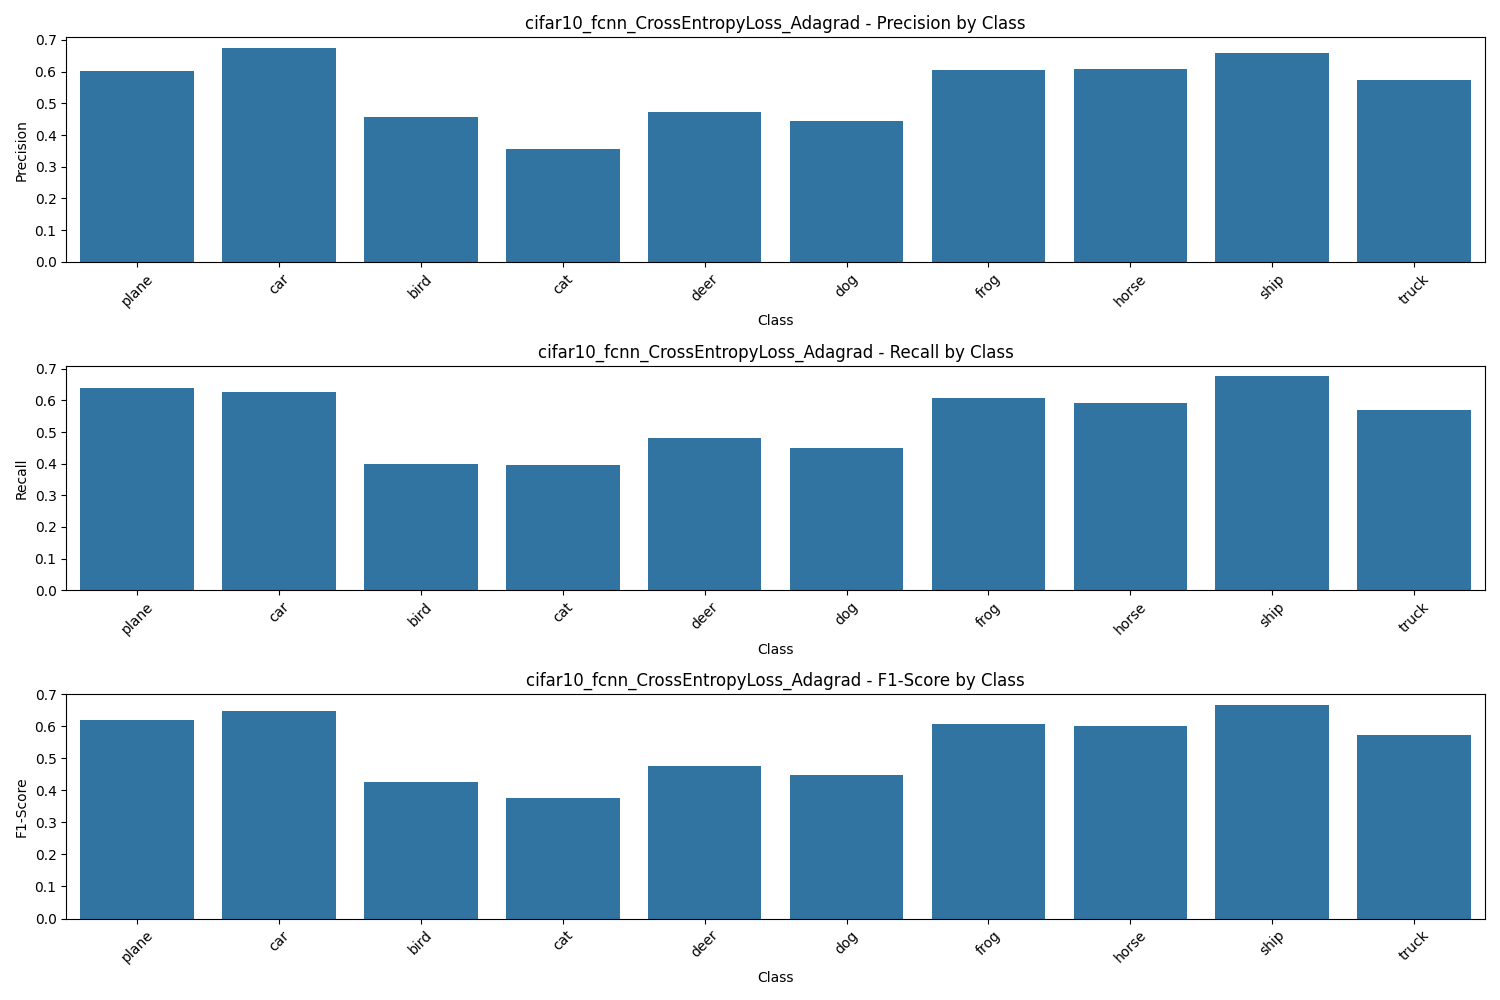 cifar10_fcnn_CrossEntropyLoss_Adagrad - Precision by Class
0.7
0.6
0.5
0.4
0.3
0.2
0.1
0.0
Precision
plane car bird cat deer dog frog horse ship truck
Class
cifar10_fcnn_CrossEntropyLoss_Adagrad - Recall by Class
0.7
0.6
0.5
0.4
0.3
0.2
0.1
0.0
Recall
plane car bird cat deer dog frog horse ship truck
Class
cifar10_fcnn_CrossEntropyLoss_Adagrad - F1-Score by Class
0.7
0.6
0.5
0.4
0.3
0.2
0.1
0.0
F1-Score
plane car bird cat deer dog frog horse ship truck
Class